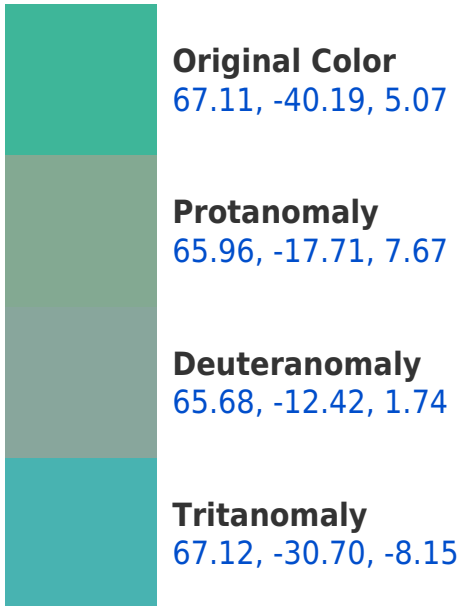 Original Color
67.11, -40.19, 5.07
Protanomaly
65.96, -17.71, 7.67
Deuteranomaly
65.68, -12.42, 1.74
Tritanomaly
67.12, -30.70, -8.15